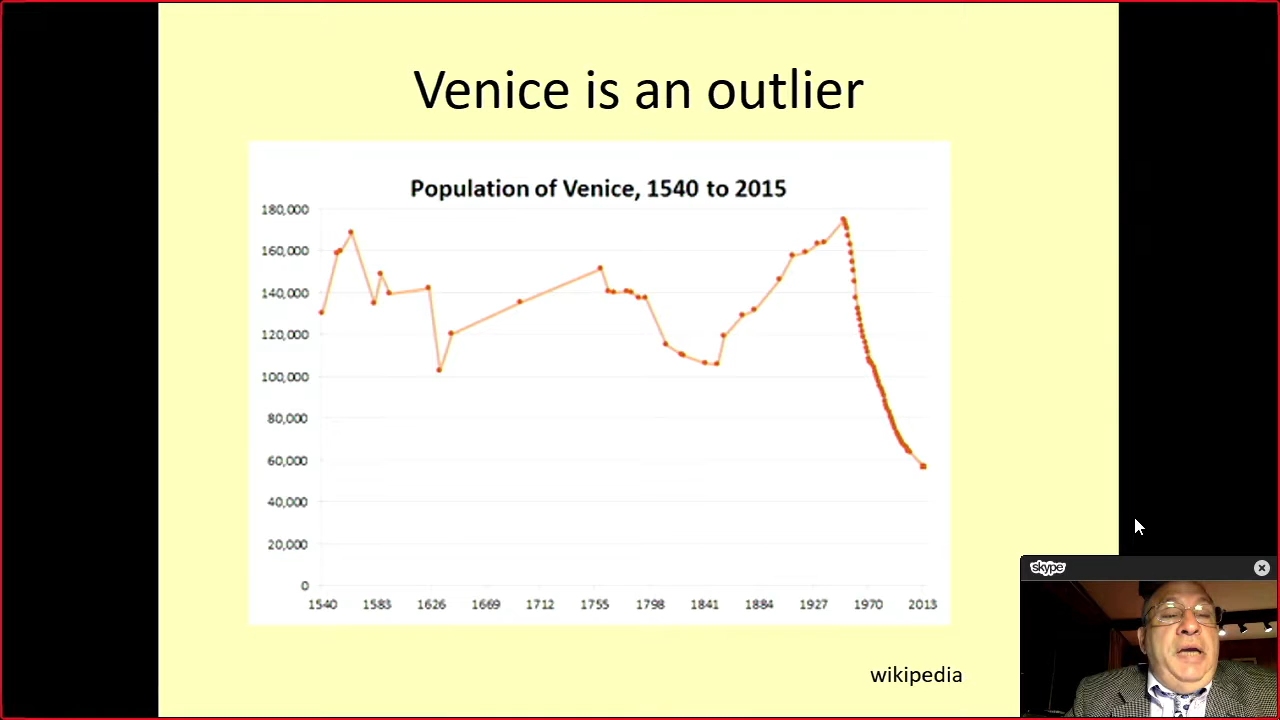 Venice is an outlier
Population of Venice, 1540 to 2015
180,000
160,000
140,000
120,000
100,000
80,000
60,000
40,000
20,000
0
1540 1583 1626 1669 1712 1755 1798 1841 1884 1927 1970 2013
skype
wikipedia